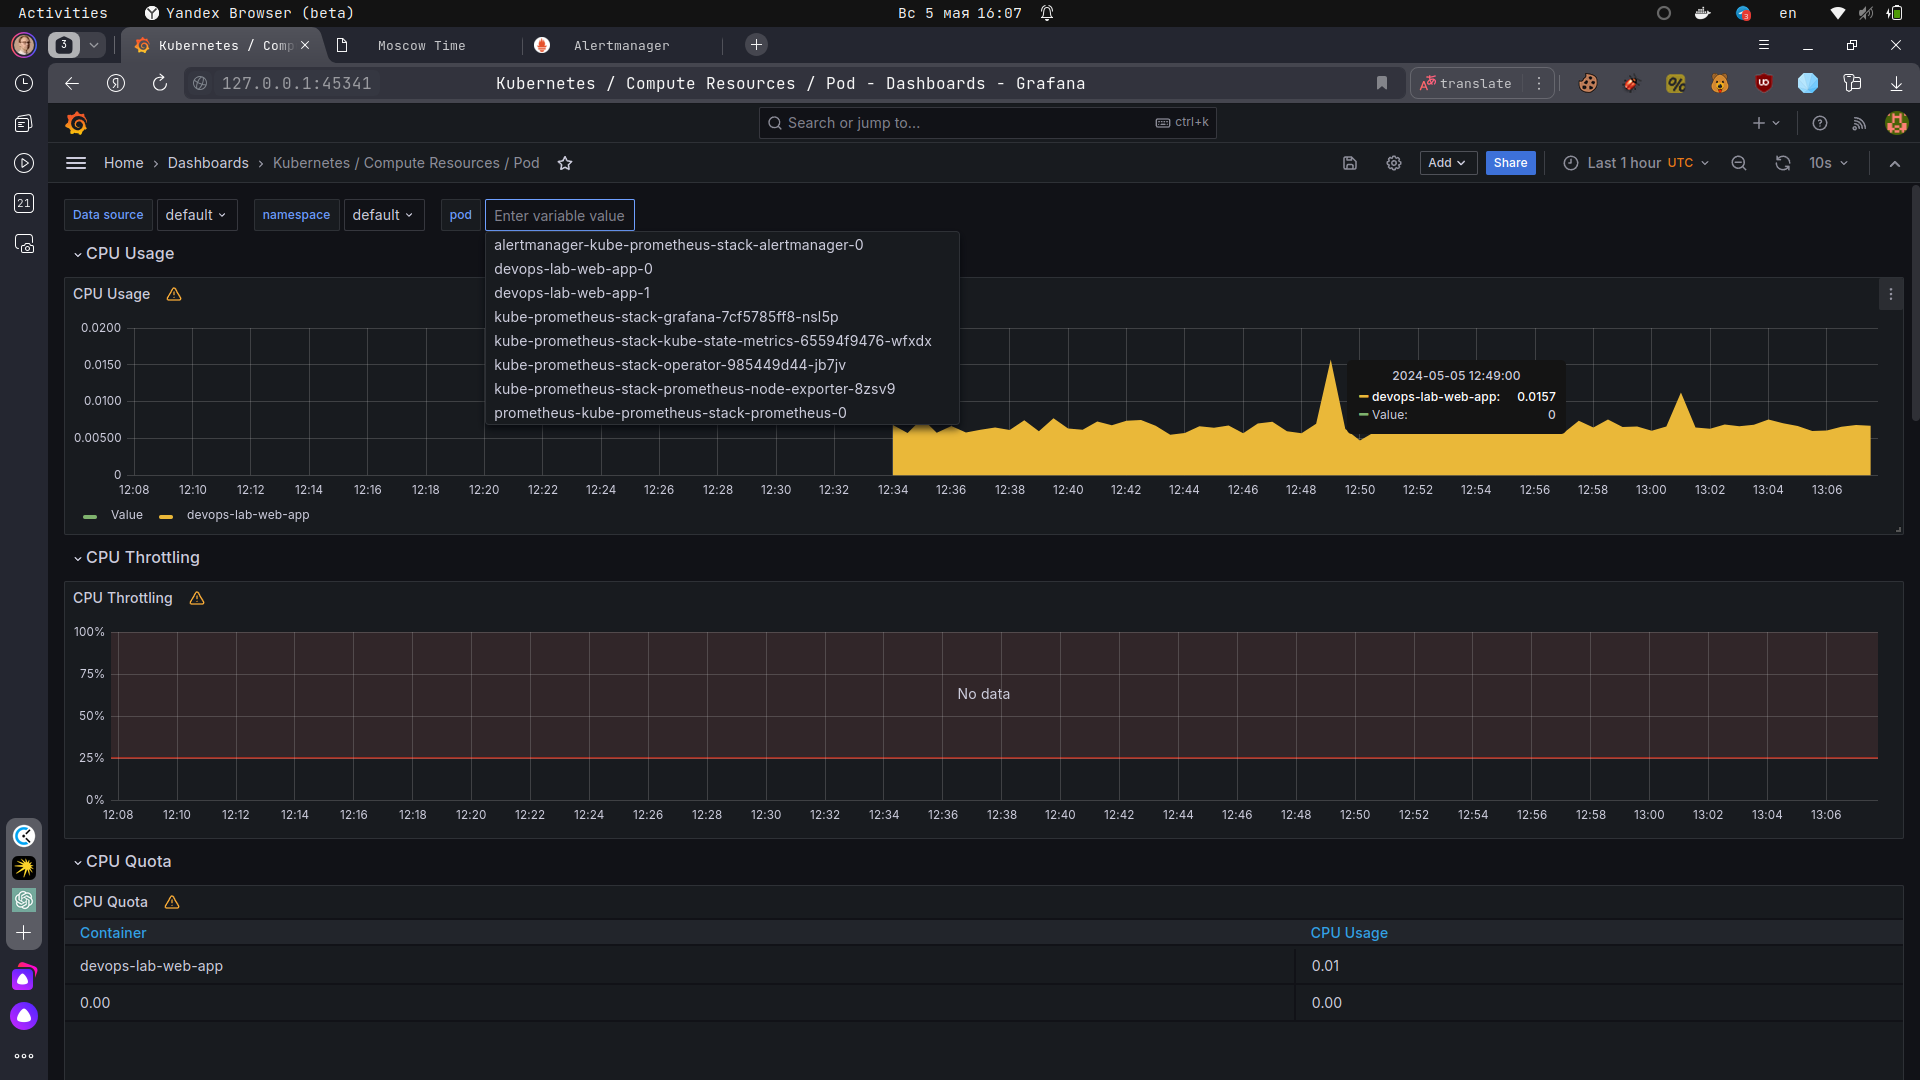 Activities
Yandex Browser (beta)
Вс 5 мая 16:07
en
3
Kubernetes / Comp
Moscow Time
Alertmanager
127.0.0.1:45341
Kubernetes / Compute Resources / Pod - Dashboards - Grafana
translate
Search or jump to...
ctrl+k
Home
Dashboards
Kubernetes / Compute Resources / Pod
Add
Share
Last 1 hour UTC
10s
21
Data source
default
namespace
default
pod
Enter variable value
alertmanager-kube-prometheus-stack-alertmanager-0
devops-lab-web-app-0
devops-lab-web-app-1
kube-prometheus-stack-grafana-7cf5785ff8-nsl5p
kube-prometheus-stack-kube-state-metrics-65594f9476-wfxdx
kube-prometheus-stack-operator-985449d44-jb7jv
kube-prometheus-stack-prometheus-node-exporter-8zsv9
prometheus-kube-prometheus-stack-prometheus-0
CPU Usage
CPU Usage
0.0200
0.0150
0.0100
0.00500
0
2024-05-05 12:49:00
devops-lab-web-app: 0.0157
Value: 0
12:08 12:10 12:12 12:14 12:16 12:18 12:20 12:22 12:24 12:26 12:28 12:30 12:32 12:34 12:36 12:38 12:40 12:42 12:44 12:46 12:48 12:50 12:52 12:54 12:56 12:58 13:00 13:02 13:04 13:06
Value devops-lab-web-app
CPU Throttling
CPU Throttling
100%
75%
No data
50%
25%
0%
12:08 12:10 12:12 12:14 12:16 12:18 12:20 12:22 12:24 12:26 12:28 12:30 12:32 12:34 12:36 12:38 12:40 12:42 12:44 12:46 12:48 12:50 12:52 12:54 12:56 12:58 13:00 13:02 13:04 13:06
CPU Quota
CPU Quota
Container CPU Usage
devops-lab-web-app 0.01
0.00 0.00